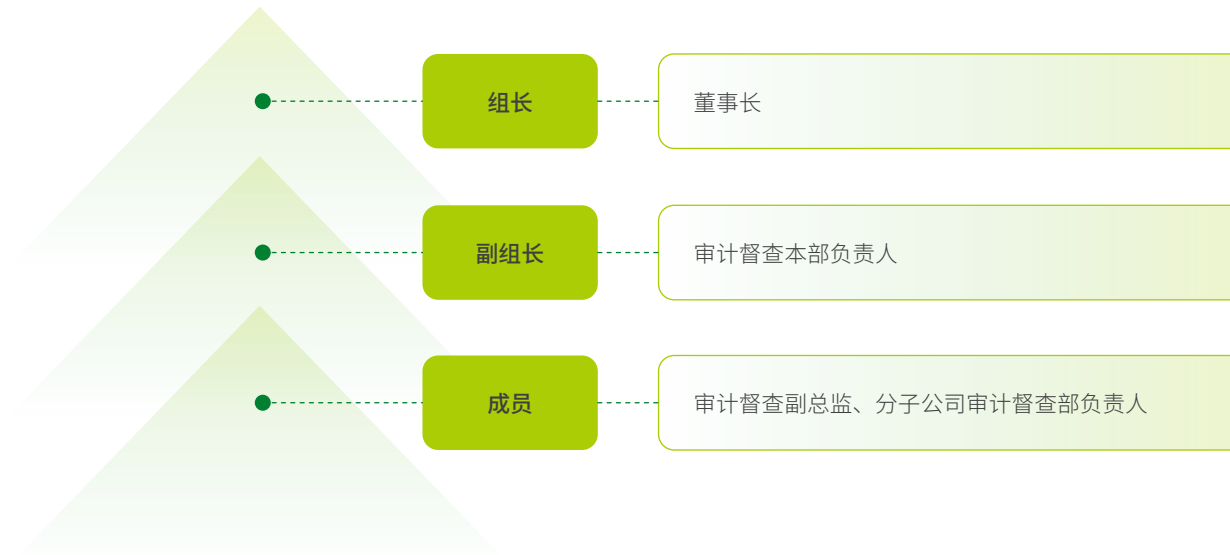 组长
董事长
副组长
审计督查本部负责人
成员
审计督查副总监、分子公司审计督查部负责人